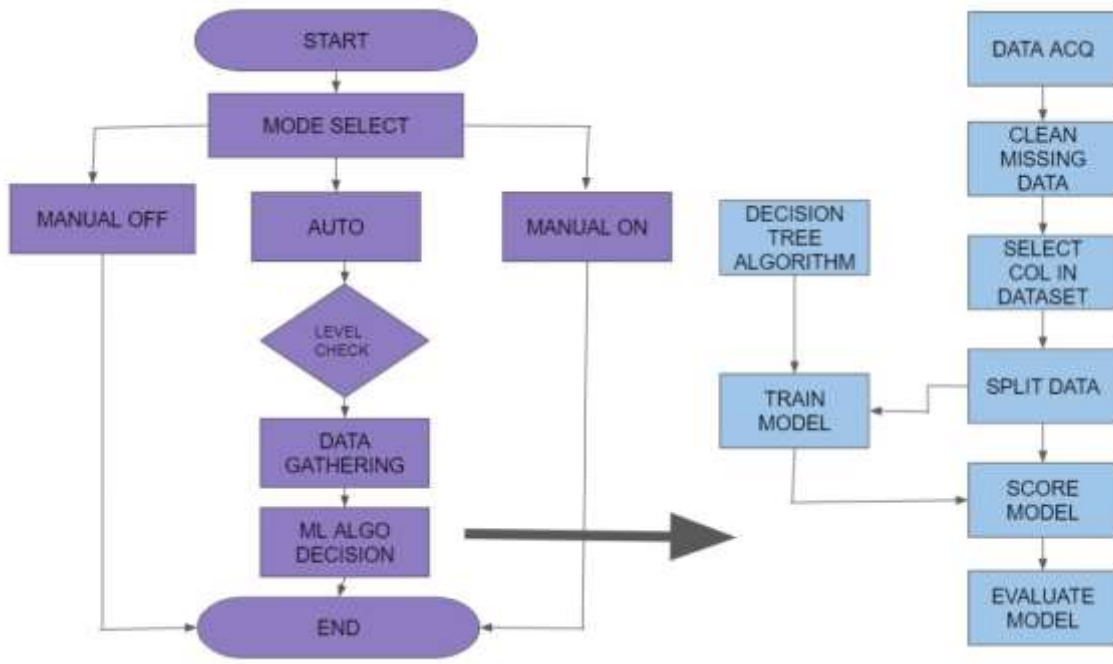 START
MODE SELECT
MANUAL OFF
AUTO
MANUAL ON
LEVEL
CHECK
DATA
GATHERING
ML ALGO
DECISION
END
DECISION
TREE
ALGORITHM
TRAIN
MODEL
DATA ACQ
CLEAN
MISSING
DATA
SELECT
COL IN
DATASET
SPLIT DATA
SCORE
MODEL
EVALUATE
MODEL